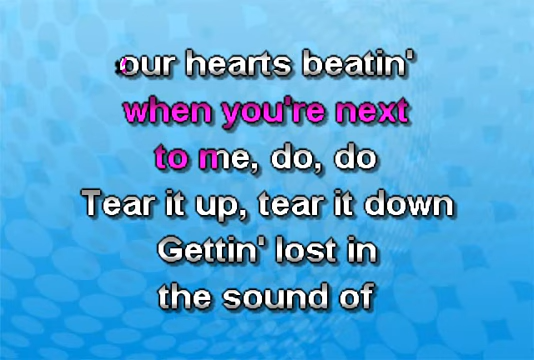 our hearts beatin'
when you're next
to me, do, do
Tear it up, tear it down
Gettin' lost in
the sound of